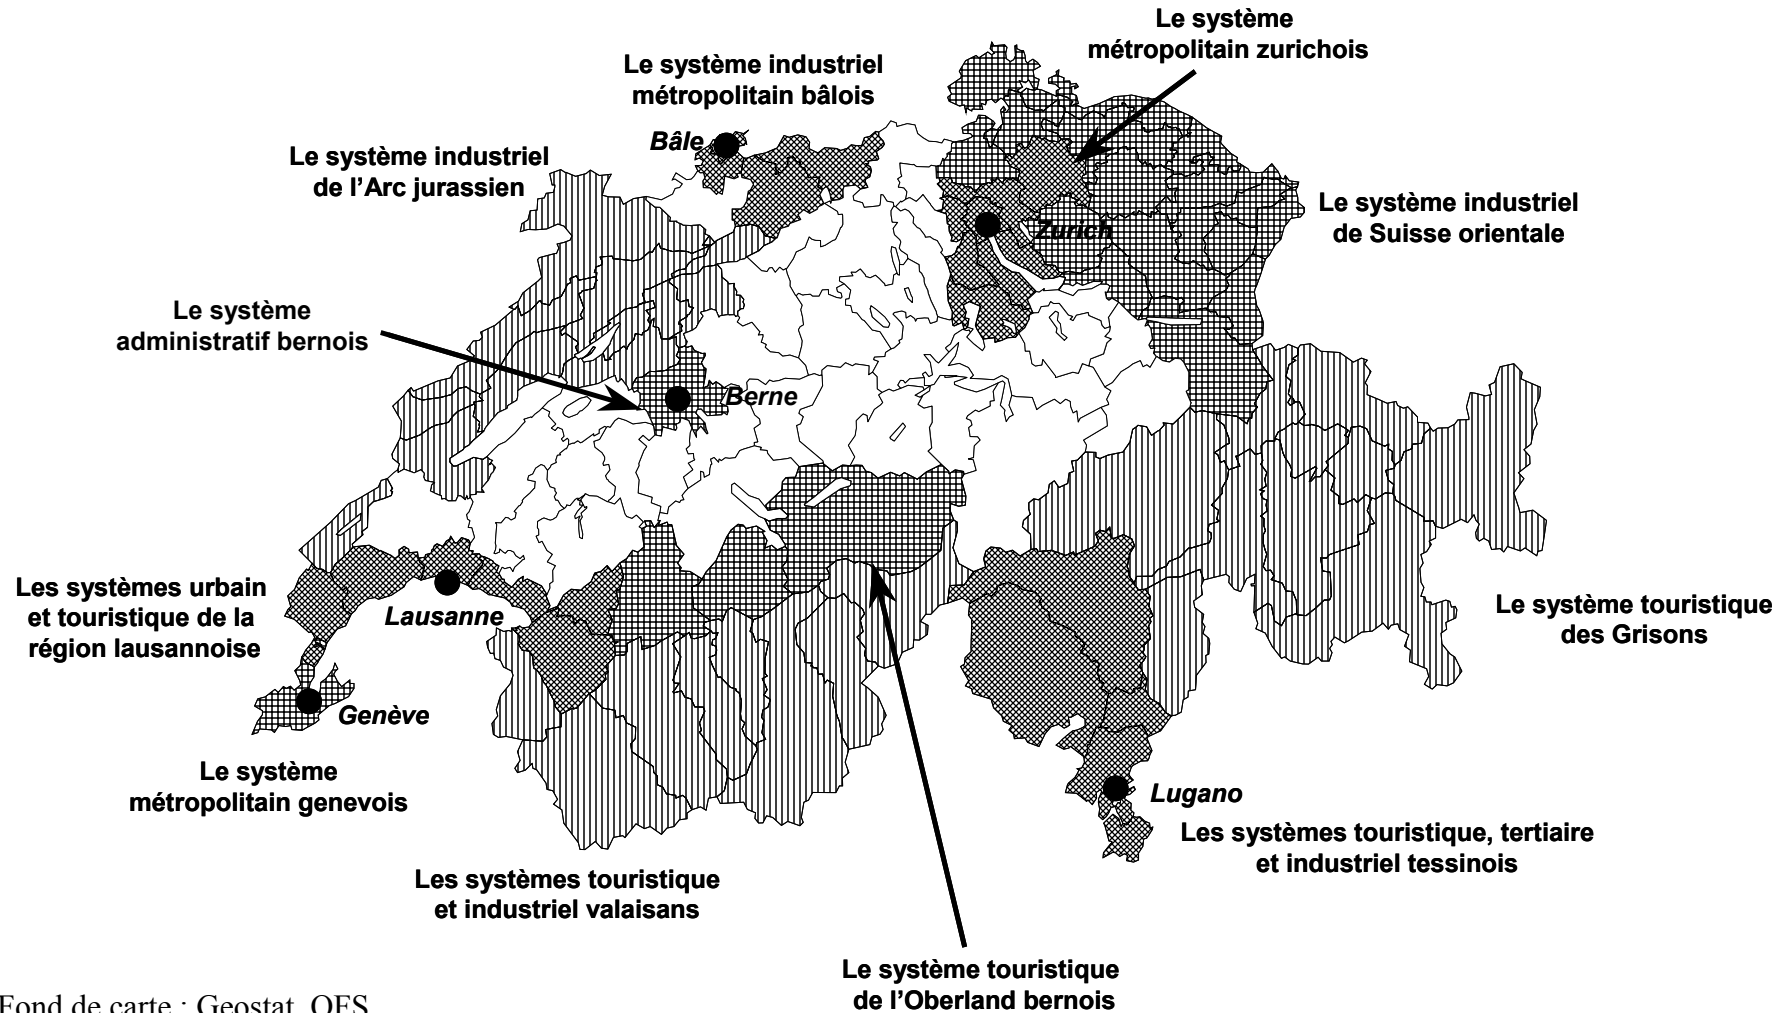 Le système
métropolitain zurichois
Le système industriel
métropolitain bâlois
Bâle
Le système industriel
de l’Arc jurassien
Le système industriel
de Suisse orientale
Zurich
Le système
administratif bernois
Berne
Les systèmes urbain
et touristique de la
région lausannoise
Lausanne
Le système touristique
des Grisons
Genève
Le système
métropolitain genevois
Lugano
Les systèmes touristique, tertiaire
et industriel tessinois
Les systèmes touristique
et industriel valaisans
Le système touristique
de l’Oberland bernois
Fond de carte : Geostat, OFS